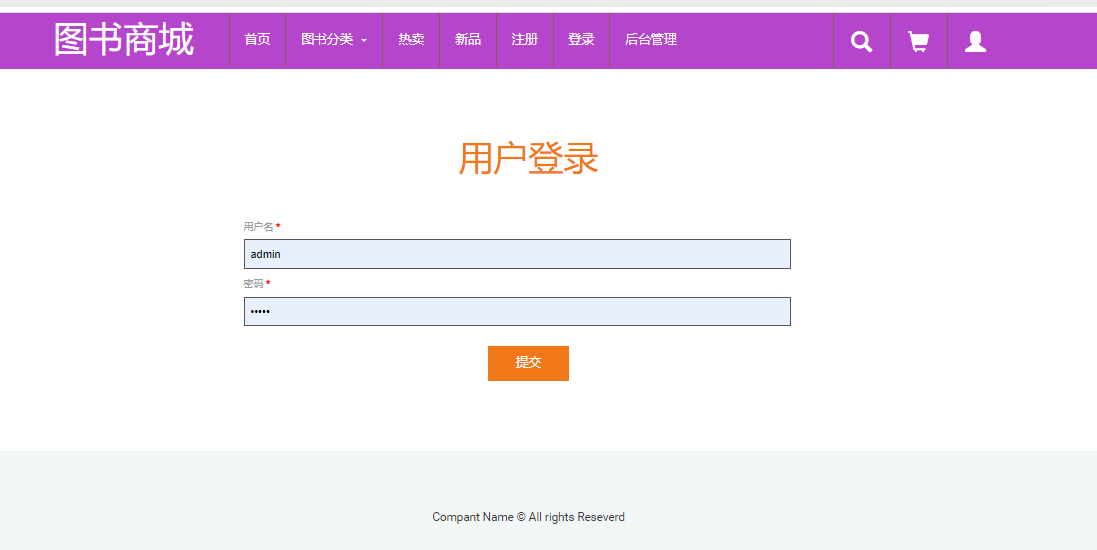 图书商城 首页 图书分类 热卖 新品 注册 登录 后台管理
用户登录
用户名 *
admin
密码 *
•••••
提交
Compant Name © All rights Reseverd